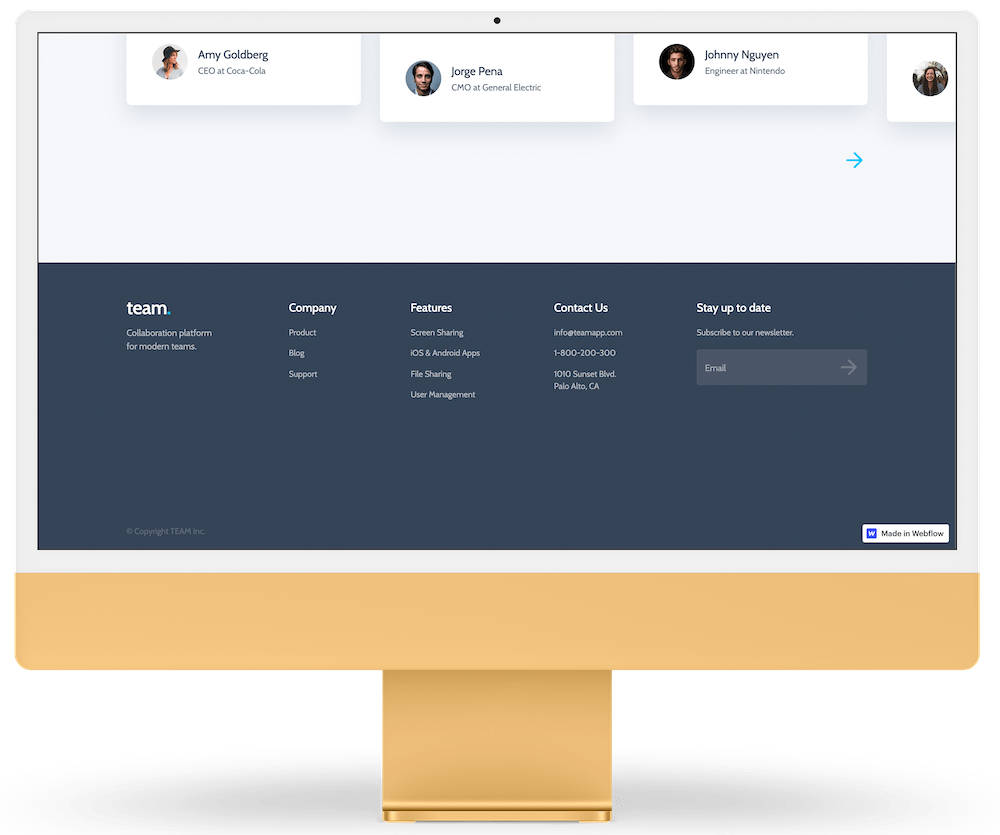 Amy Goldberg
CEO at Coca-Cola
Jorge Pena
CMO at General Electric
Johnny Nguyen
Engineer at Nintendo
team.
Collaboration platform
for modern teams.
Company
Product
Blog
Support
Features
Screen Sharing
iOS & Android Apps
File Sharing
User Management
Contact Us
info@teamapp.com
1-800-200-300
1010 Sunset Blvd.
Palo Alto, CA
Stay up to date
Subscribe to our newsletter.
Email
© Copyright TEAM Inc.
W Made in Webflow